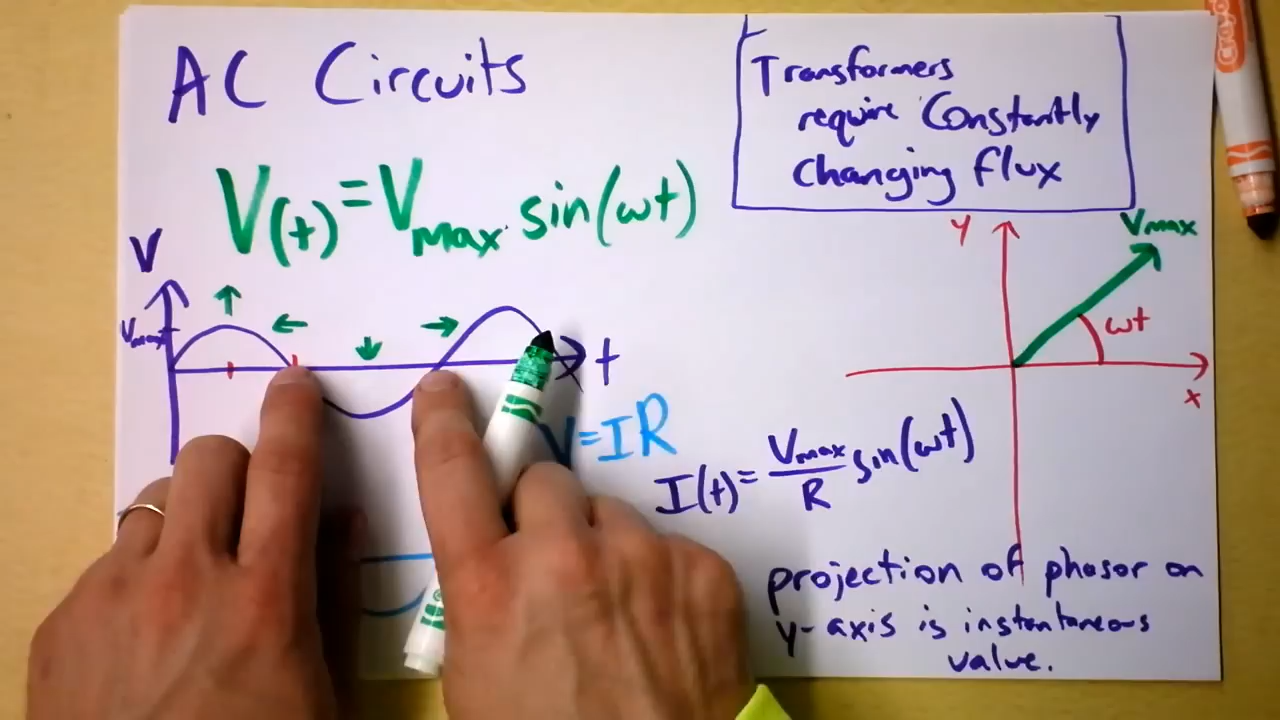 AC Circuits
Transformers
require Constantly
Changing flux
V(t)=Vmax sin(ωt)
V
Vmax
t
V=IR
I(t)=Vmax/R sin(ωt)
y
Vmax
ωt
x
projection of phasor on
y-axis is instantaneous
value.
Crayo